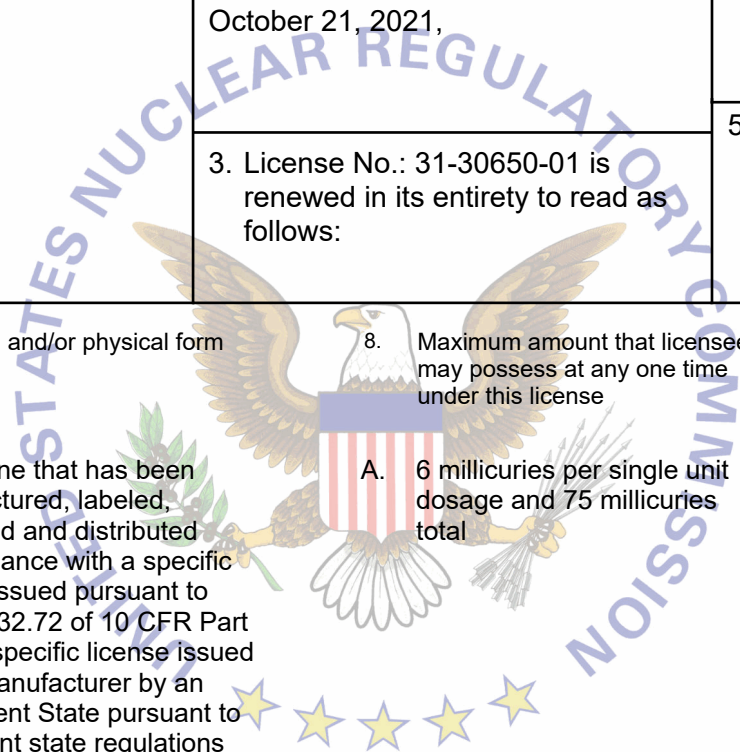 October 21, 2021,
5
3. License No.: 31-30650-01 is
renewed in its entirety to read as
follows:
and/or physical form
8. Maximum amount that licensee
may possess at any one time
under this license
ne that has been
tured, labeled,
d and distributed
ance with a specific
ssued pursuant to
32.72 of 10 CFR Part
specific license issued
anufacturer by an
ent State pursuant to
nt state regulations
A. 6 millicuries per single unit
dosage and 75 millicuries
total
UNITED STATES NUCLEAR REGULATORY COMMISSION